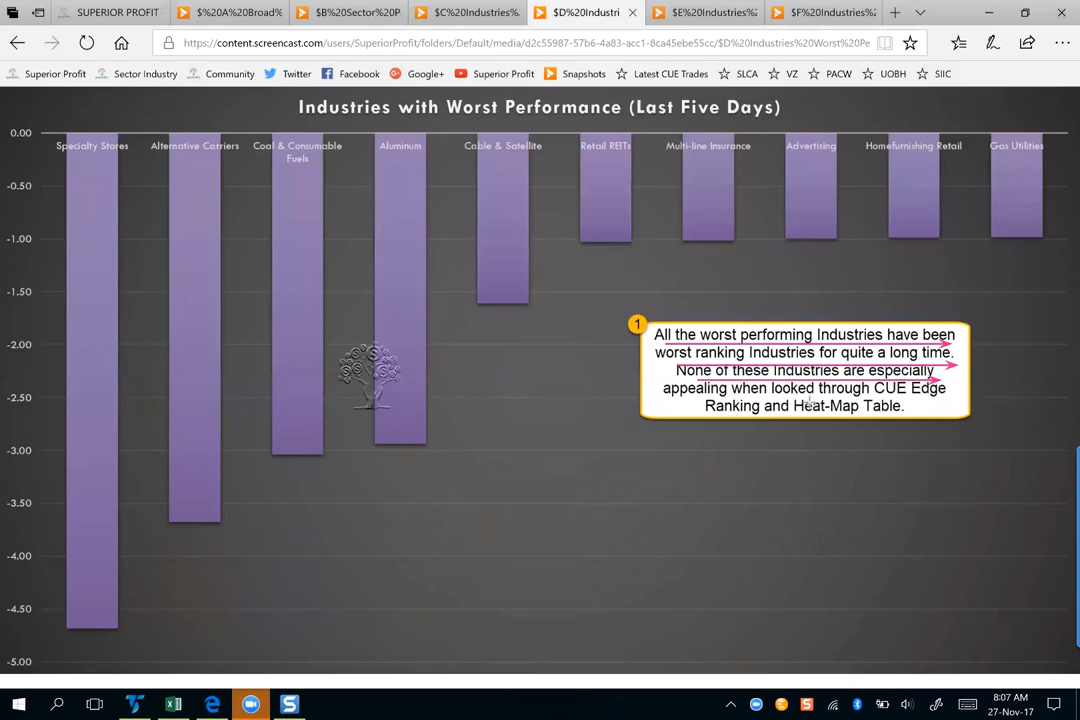 SUPERIOR PROFIT
$%20A%20Broad%
$B%20Sector%20P
$C%20Industries%
$D%20Industri
$E%20Industries%2
$F%20Industries%2
https://content.screencast.com/users/SuperiorProfit/folders/Default/media/d2c55987-57b6-4a83-acc1-8ca45ebe55cc/$D%20Industries%20Worst%20Pe
Superior Profit
Sector Industry
Community
Twitter
Facebook
Google+
Superior Profit
Snapshots
Latest CUE Trades
SLCA
VZ
PACW
UOBH
SIIC
Industries with Worst Performance (Last Five Days)
0.00
Specialty Stores
Alternative Carriers
Coal & Consumable
Fuels
Aluminum
Cable & Satellite
Retail REITs
Multi-line Insurance
Advertising
Homefurnishing Retail
Gas Utilities
-0.50
-1.00
-1.50
-2.00
-2.50
-3.00
-3.50
-4.00
-4.50
-5.00
1
All the worst performing Industries have been
worst ranking Industries for quite a long time.
None of these Industries are especially
appealing when looked through CUE Edge
Ranking and Heat-Map Table.
8:07 AM
27-Nov-17